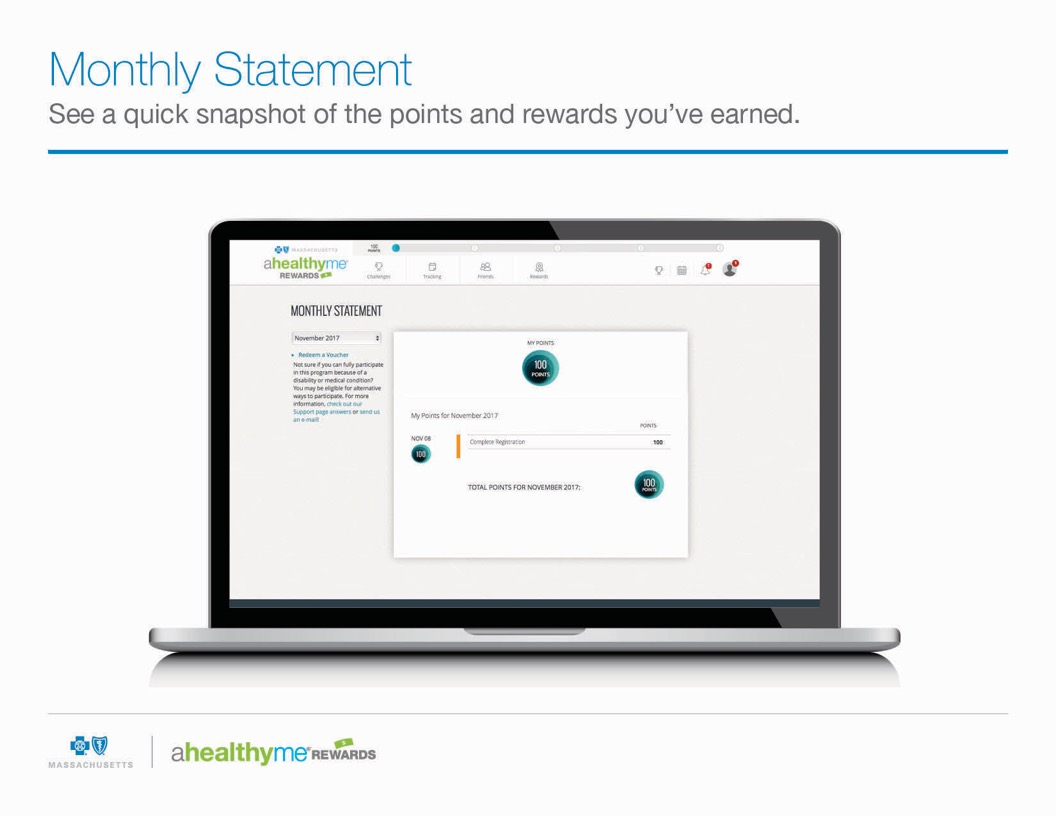 Monthly Statement
See a quick snapshot of the points and rewards you've earned.
MASSACHUSETTS
100
POINTS
ahealthyme®
REWARDS
Challenges
Tracking
Friends
Rewards
MONTHLY STATEMENT
November 2017
Redeem a Voucher
Not sure if you can fully participate
in this program because of a
disability or medical condition?
You may be eligible for alternative
ways to participate. For more
information, check out our
Support page answers or send us
an e-mail!
MY POINTS
100
POINTS
My Points for November 2017
POINTS
NOV 08
100
Complete Registration
100
TOTAL POINTS FOR NOVEMBER 2017:
100
POINTS
MASSACHUSETTS
ahealthyme® REWARDS